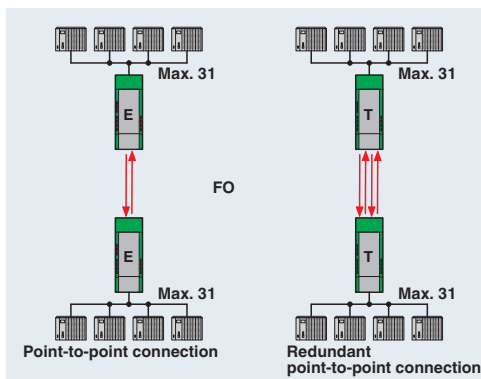 Max. 31
Max. 31
E
T
FO
E
T
Max. 31
Max. 31
Point-to-point connection
Redundant
point-to-point connection